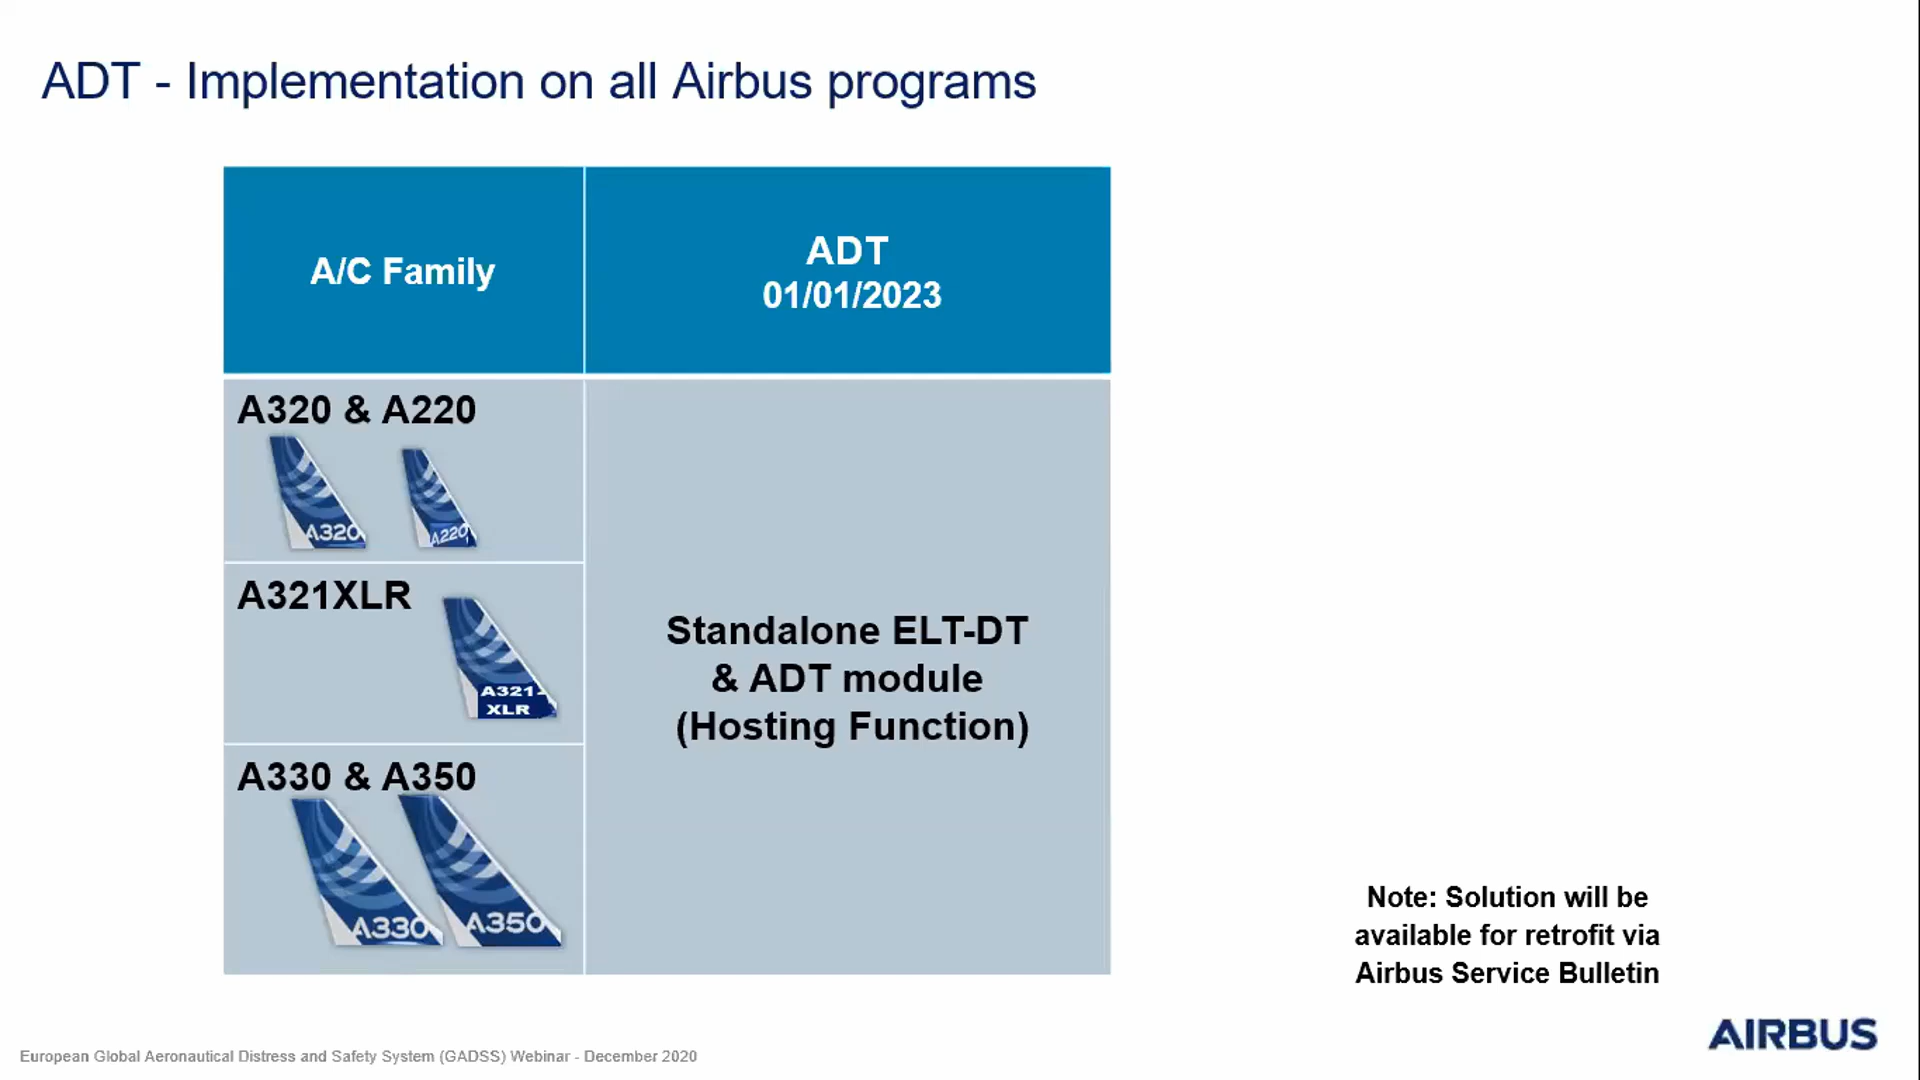 ADT - Implementation on all Airbus programs
A/C Family
ADT
01/01/2023
A320 & A220
A320
A220
A321XLR
A321-
XLR
A330 & A350
A330
A350
Standalone ELT-DT
& ADT module
(Hosting Function)
Note: Solution will be
available for retrofit via
Airbus Service Bulletin
AIRBUS
European Global Aeronautical Distress and Safety System (GADSS) Webinar - December 2020